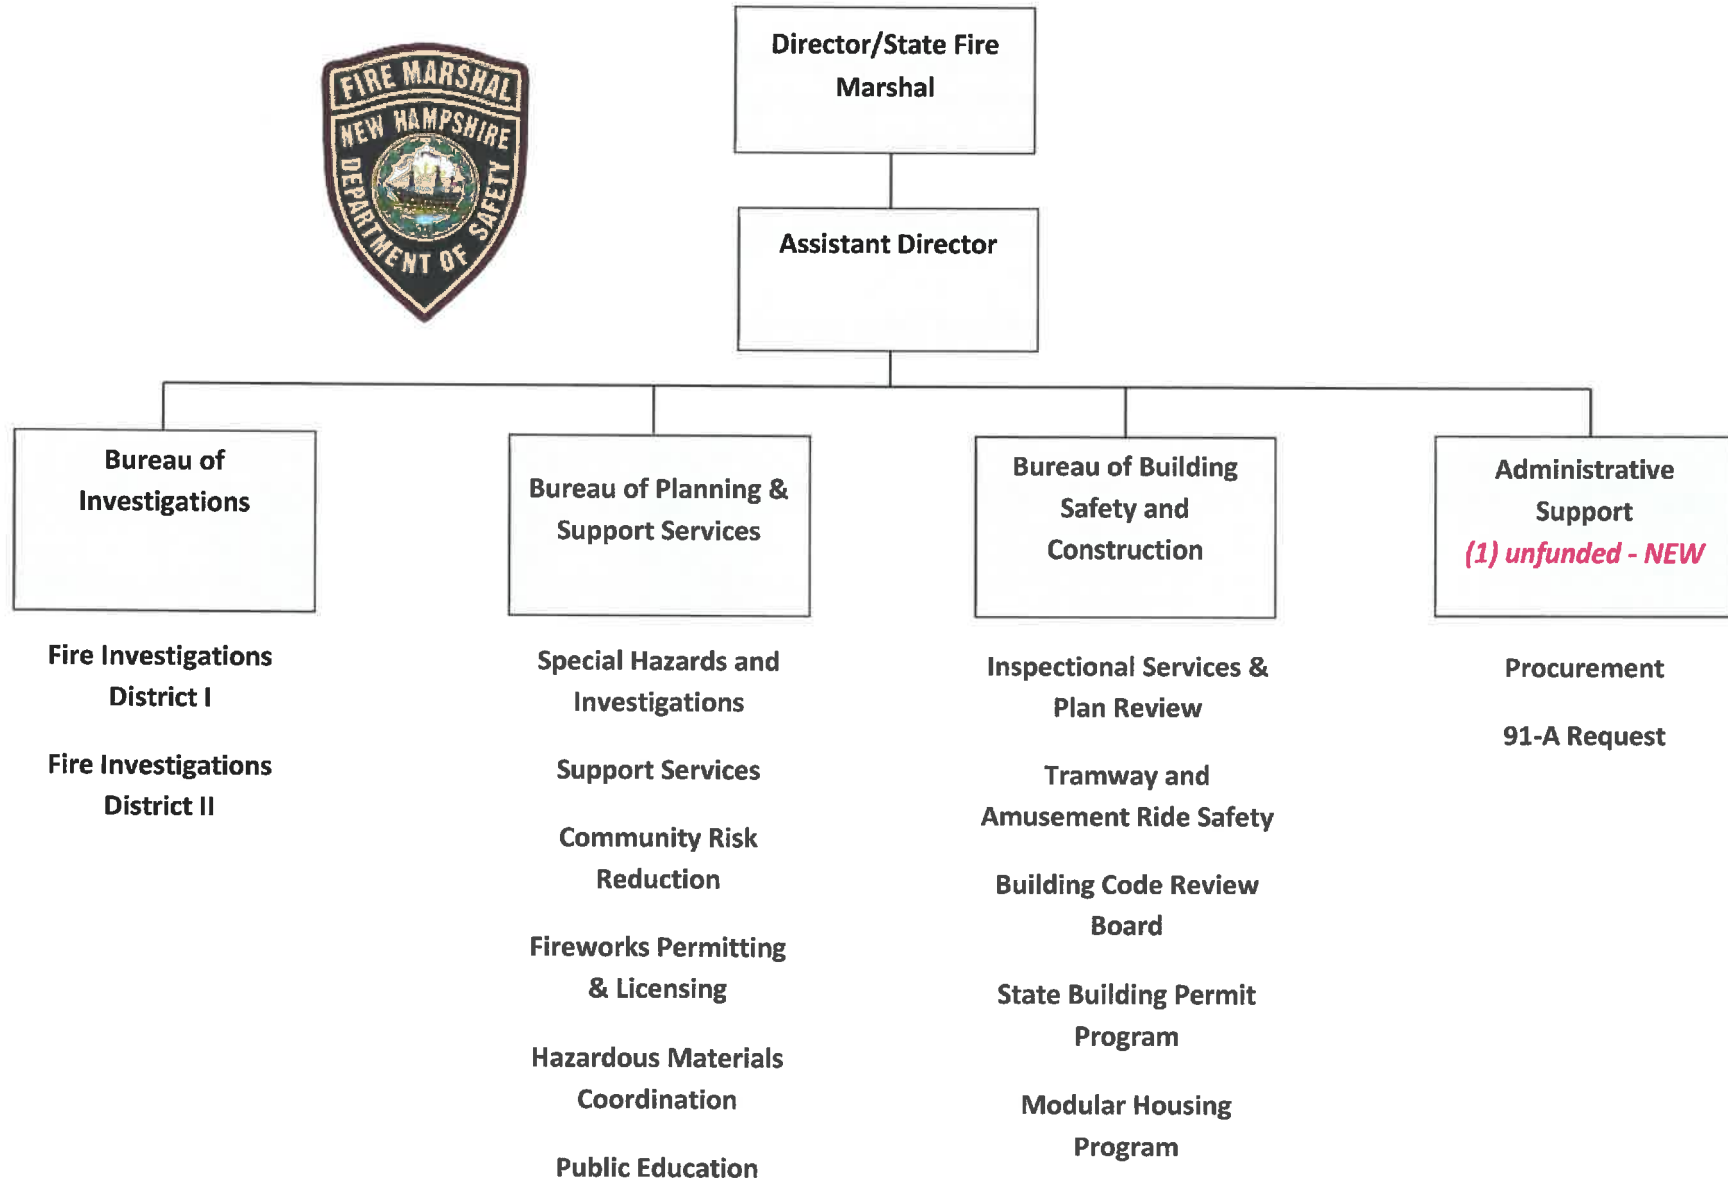 FIRE MARSHAL
NEW HAMPSHIRE
DEPARTMENT OF SAFETY
Director/State Fire
Marshal
Assistant Director
Bureau of
Investigations
Fire Investigations
District I
Fire Investigations
District II
Bureau of Planning &
Support Services
Special Hazards and
Investigations
Support Services
Community Risk
Reduction
Fireworks Permitting
& Licensing
Hazardous Materials
Coordination
Public Education
Bureau of Building
Safety and
Construction
Inspectional Services &
Plan Review
Tramway and
Amusement Ride Safety
Building Code Review
Board
State Building Permit
Program
Modular Housing
Program
Administrative
Support
(1) unfunded - NEW
Procurement
91-A Request